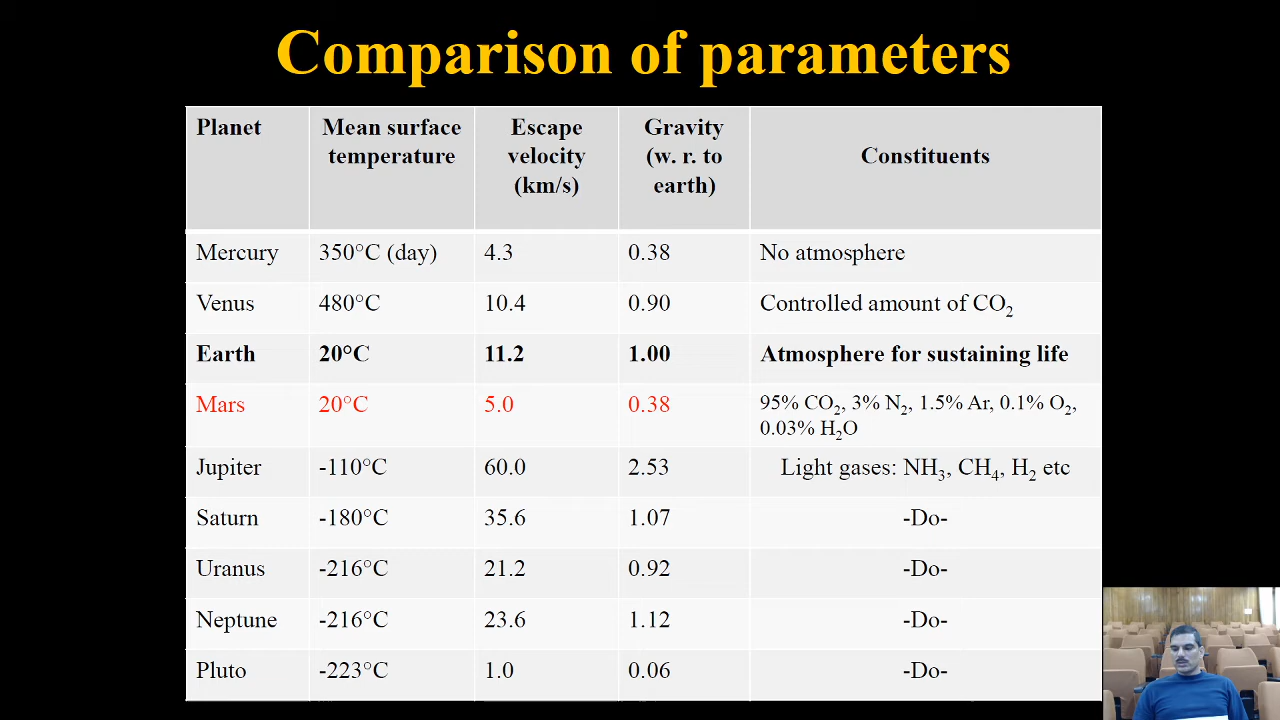 Comparison of parameters
Planet
Mean surface
temperature
Escape
velocity
(km/s)
Gravity
(w. r. to
earth)
Constituents
Mercury 350°C (day) 4.3 0.38 No atmosphere
Venus 480°C 10.4 0.90 Controlled amount of CO₂
Earth 20°C 11.2 1.00 Atmosphere for sustaining life
Mars 20°C 5.0 0.38 95% CO₂, 3% N₂, 1.5% Ar, 0.1% O₂,
0.03% H₂O
Jupiter -110°C 60.0 2.53 Light gases: NH₃, CH₄, H₂ etc
Saturn -180°C 35.6 1.07 -Do-
Uranus -216°C 21.2 0.92 -Do-
Neptune -216°C 23.6 1.12 -Do-
Pluto -223°C 1.0 0.06 -Do-